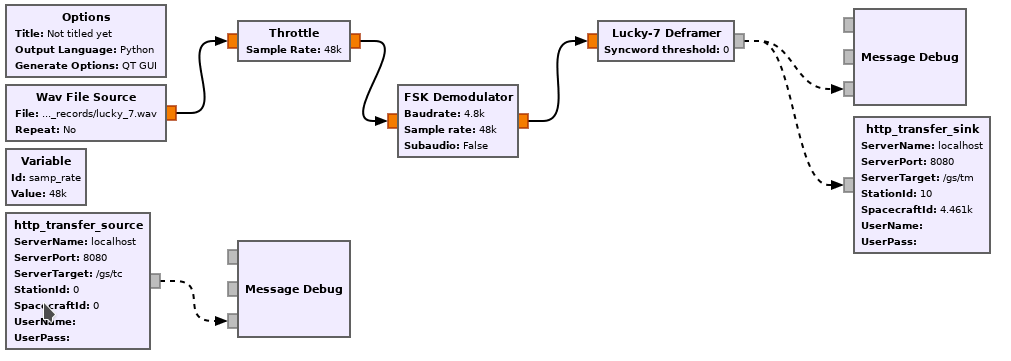 Options
Title: Not titled yet
Output Language: Python
Generate Options: QT GUI
Wav File Source
File: ..._records/lucky_7.wav
Repeat: No
Variable
Id: samp_rate
Value: 48k
http_transfer_source
ServerName: localhost
ServerPort: 8080
ServerTarget: /gs/tc
StationId: 0
SpacecraftId: 0
UserName:
UserPass:
Throttle
Sample Rate: 48k
FSK Demodulator
Baudrate: 4.8k
Sample rate: 48k
Subaudio: False
Message Debug
Lucky-7 Deframer
Syncword threshold: 0
Message Debug
http_transfer_sink
ServerName: localhost
ServerPort: 8080
ServerTarget: /gs/tm
StationId: 10
SpacecraftId: 4.461k
UserName:
UserPass: